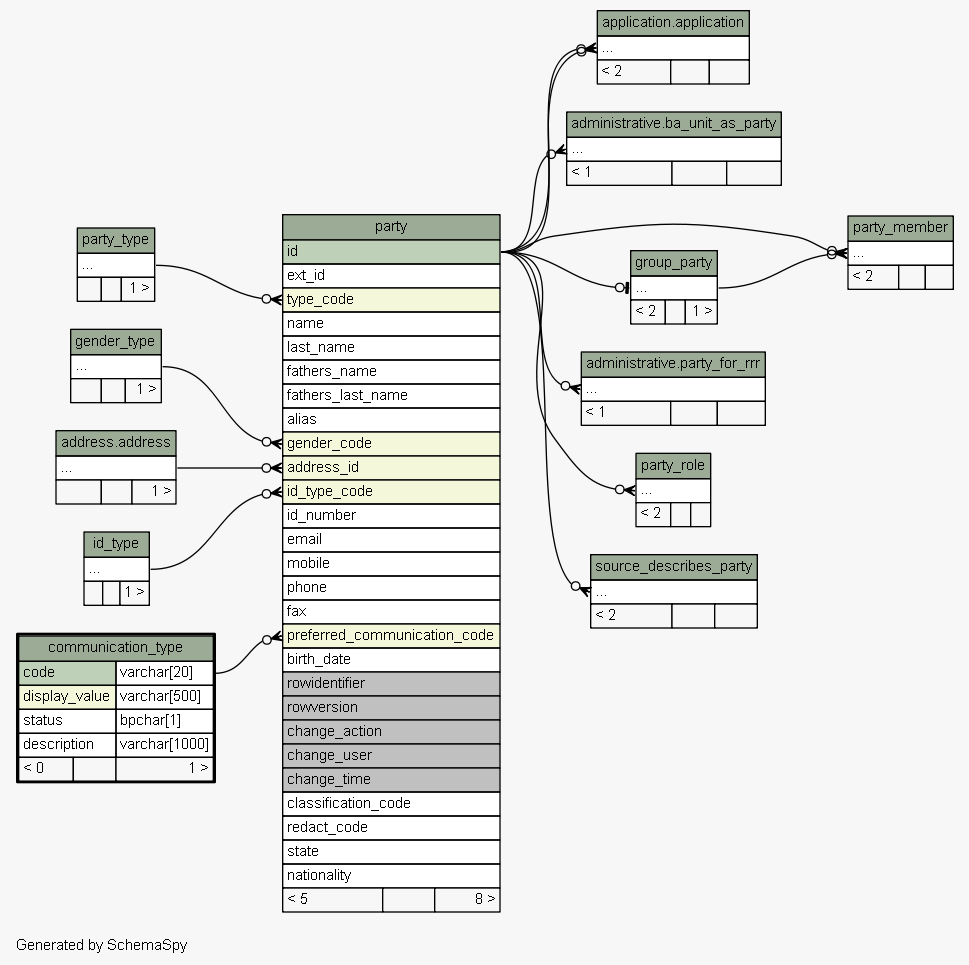 application.application
...
< 2
administrative.ba_unit_as_party
...
< 1
party_type
...
1 >
gender_type
...
1 >
address.address
...
1 >
id_type
...
1 >
communication_type
code varchar[20]
display_value varchar[500]
status bpchar[1]
description varchar[1000]
< 0 1 >
party
id
ext_id
type_code
name
last_name
fathers_name
fathers_last_name
alias
gender_code
address_id
id_type_code
id_number
email
mobile
phone
fax
preferred_communication_code
birth_date
rowidentifier
rowversion
change_action
change_user
change_time
classification_code
redact_code
state
nationality
< 5 8 >
party_member
...
< 2
group_party
...
< 2 1 >
administrative.party_for_rrr
...
< 1
party_role
...
< 2
source_describes_party
...
< 2
Generated by SchemaSpy